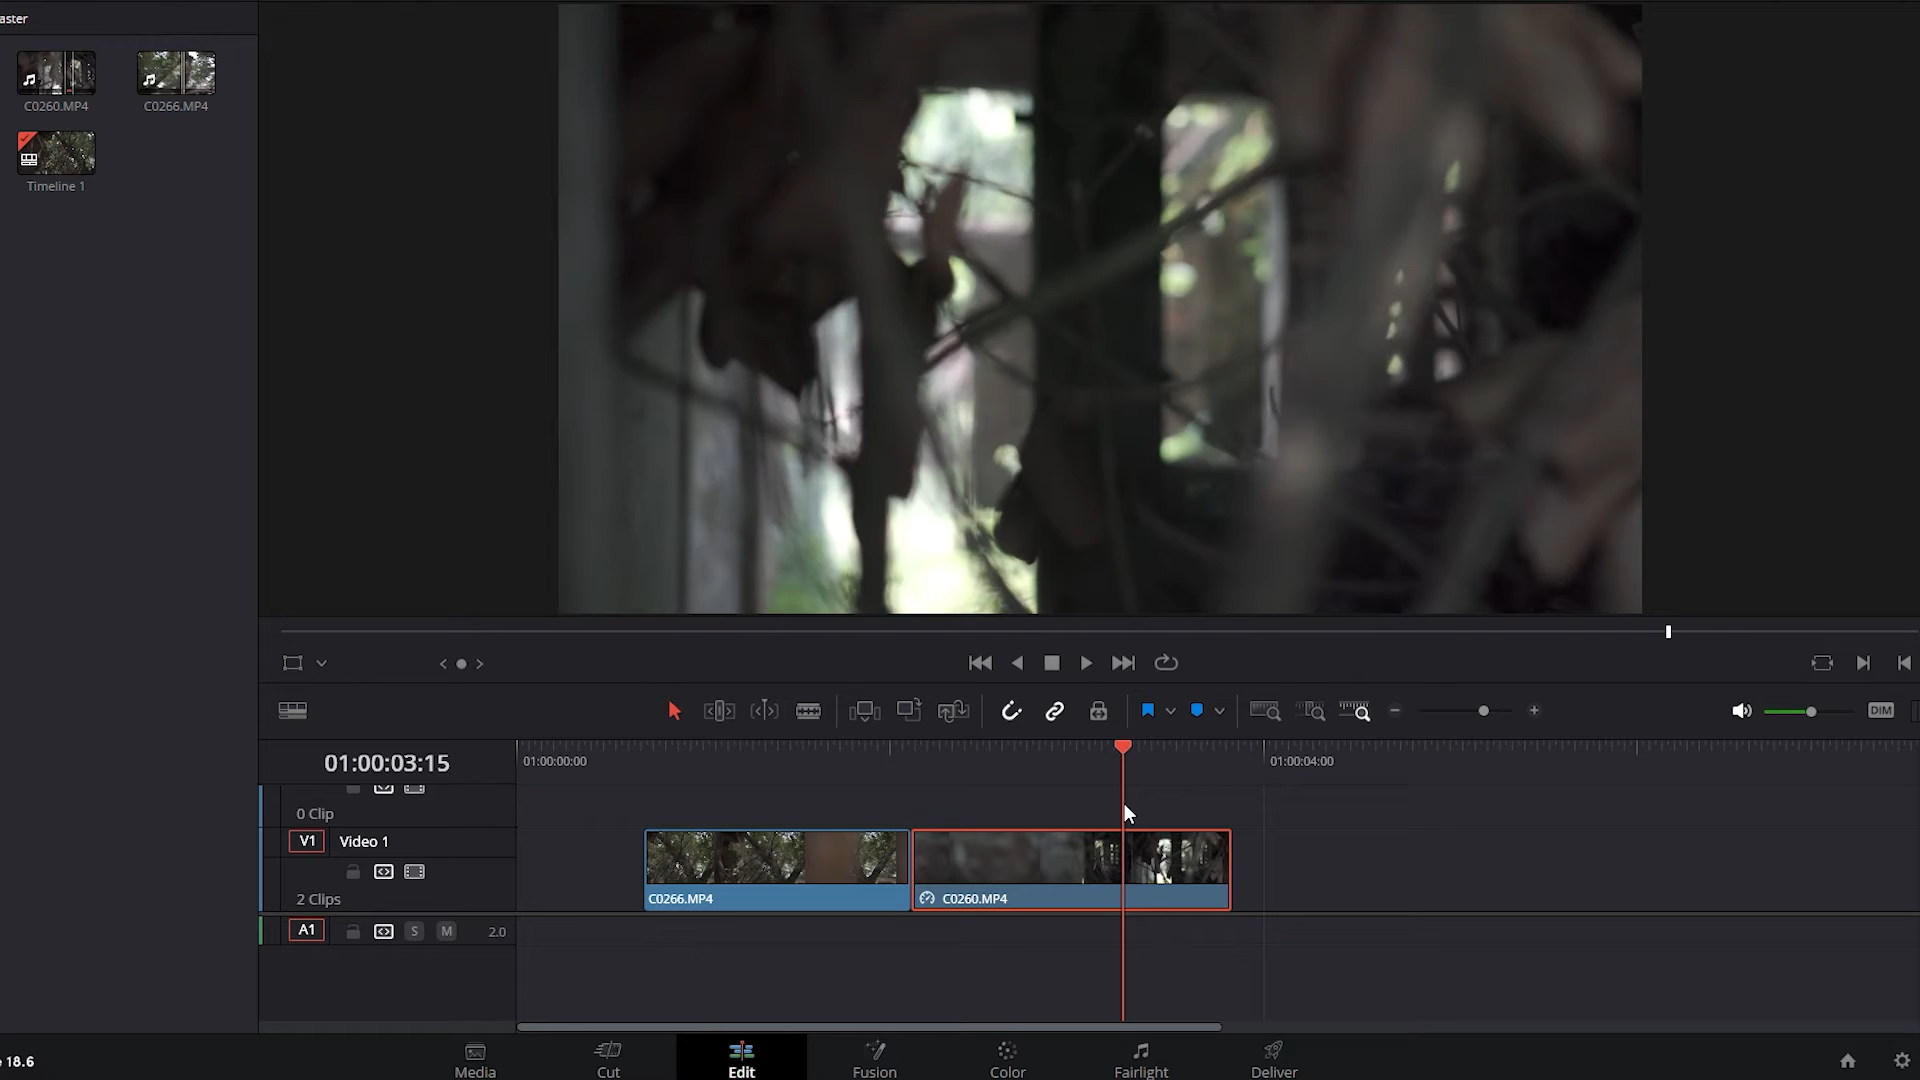 aster
C0260.MP4
C0266.MP4
Timeline 1
DIM
01:00:03:15
01:00:00:00
01:00:04:00
0 Clip
V1
Video 1
2 Clips
C0266.MP4
C0260.MP4
A1
S
M
2.0
e 18.6
Media
Cut
Edit
Fusion
Color
Fairlight
Deliver